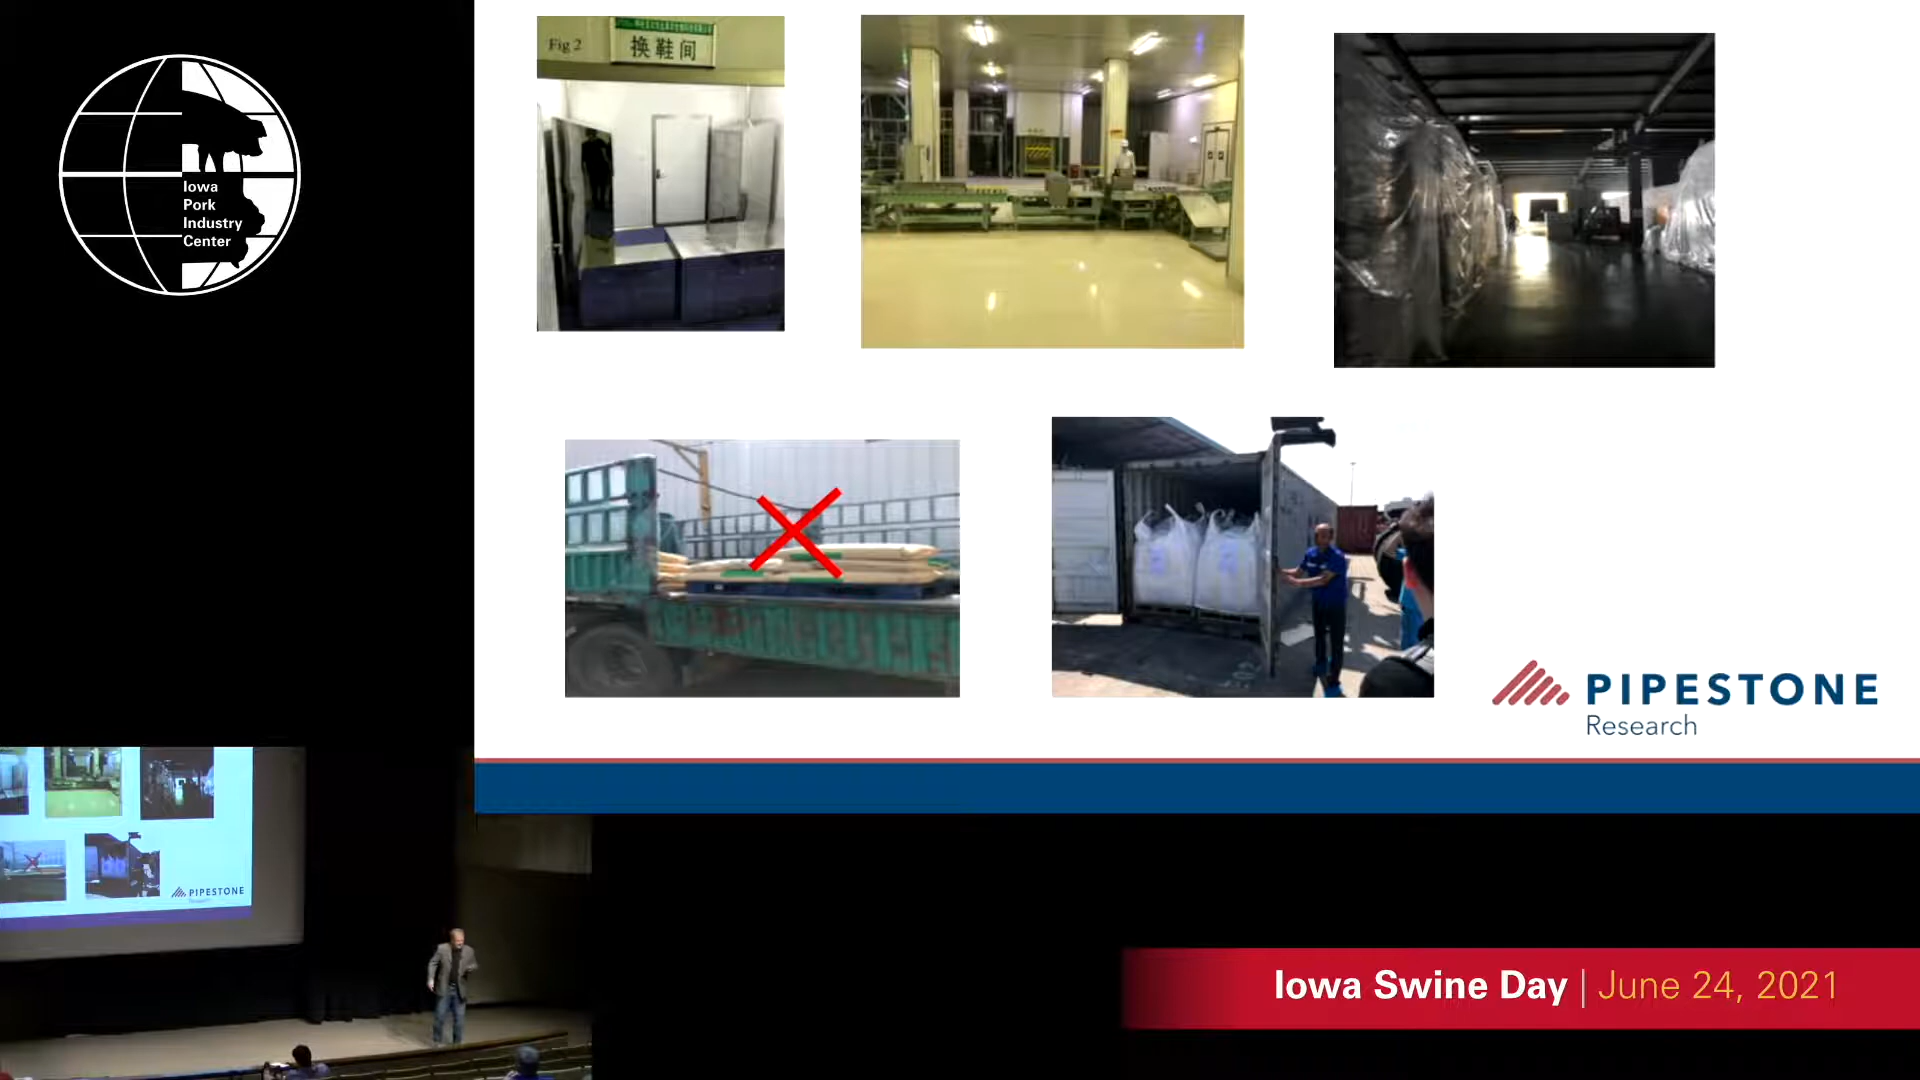 Iowa
Pork
Industry
Center
Fig 2
换鞋间
PIPESTONE
Research
PIPESTONE
Iowa Swine Day | June 24, 2021